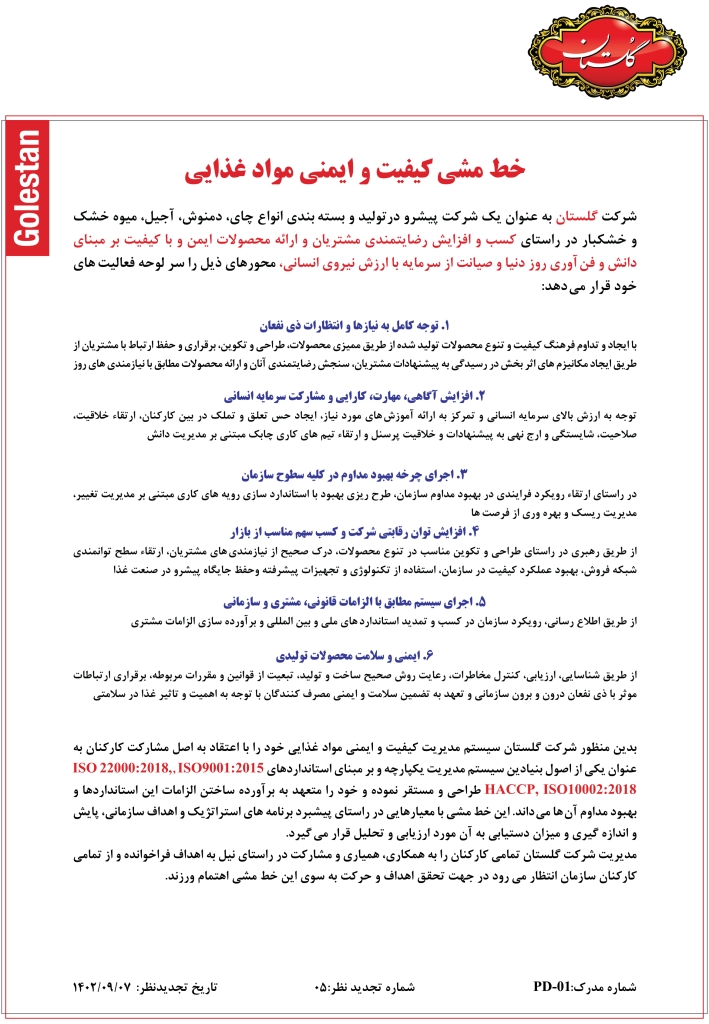 گلستان
Golestan
خط مشی کیفیت و ایمنی مواد غذایی
شرکت گلستان به عنوان یک شرکت پیشرو در تولید و بسته بندی انواع چای، دمنوش، آجیل، میوه خشک
و خشکبار در راستای کسب و افزایش رضایتمندی مشتریان و ارائه محصولات ایمن و با کیفیت بر مبنای
دانش و فن آوری روز دنیا و صیانت از سرمایه با ارزش نیروی انسانی، محورهای ذیل را سر لوحه فعالیت های
خود قرار می‌دهد:
۱. توجه کامل به نیازها و انتظارات ذی نفعان
با ایجاد و تداوم فرهنگ کیفیت و تنوع محصولات تولید شده از طریق ممیزی محصولات، طراحی و تکوین، برقراری و حفظ ارتباط با مشتریان از
طریق ایجاد مکانیزم های اثر بخش در رسیدگی به پیشنهادات مشتریان، سنجش رضایتمندی آنان و ارائه محصولات مطابق با نیازمندی های روز
۲. افزایش آگاهی، مهارت، کارایی و مشارکت سرمایه انسانی
توجه به ارزش بالای سرمایه انسانی و تمرکز به ارائه آموزش‌های مورد نیاز، ایجاد حس تعلق و تملک در بین کارکنان، ارتقاء خلاقیت،
صلاحیت، شایستگی و ارج نهی به پیشنهادات و خلاقیت پرسنل و ارتقاء تیم های کاری چابک مبتنی بر مدیریت دانش
۳. اجرای چرخه بهبود مداوم در کلیه سطوح سازمان
در راستای ارتقاء رویکرد فرایندی در بهبود مداوم سازمان، طرح ریزی بهبود با استاندارد سازی رویه های کاری مبتنی بر مدیریت تغییر،
مدیریت ریسک و بهره وری از فرصت ها
۴. افزایش توان رقابتی شرکت و کسب سهم مناسب از بازار
از طریق رهبری در راستای طراحی و تکوین مناسب در تنوع محصولات، درک صحیح از نیازمندی‌های مشتریان، ارتقاء سطح توانمندی
شبکه فروش، بهبود عملکرد کیفیت در سازمان، استفاده از تکنولوژی و تجهیزات پیشرفته وحفظ جایگاه پیشرو در صنعت غذا
۵. اجرای سیستم مطابق با الزامات قانونی، مشتری و سازمانی
از طریق اطلاع رسانی، رویکرد سازمان در کسب و تمدید استانداردهای ملی و بین المللی و برآورده سازی الزامات مشتری
۶. ایمنی و سلامت محصولات تولیدی
از طریق شناسایی، ارزیابی، کنترل مخاطرات، رعایت روش صحیح ساخت و تولید، تبعیت از قوانین و مقررات مربوطه، برقراری ارتباطات
موثر با ذی نفعان درون و برون سازمانی و تعهد به تضمین سلامت و ایمنی مصرف کنندگان با توجه به اهمیت و تاثیر غذا در سلامتی
بدین منظور شرکت گلستان سیستم مدیریت کیفیت و ایمنی مواد غذایی خود را با اعتقاد به اصل مشارکت کارکنان به
عنوان یکی از اصول بنیادین سیستم مدیریت یکپارچه و بر مبنای استانداردهای ISO 22000:2018,, ISO9001:2015
HACCP, ISO10002:2018 طراحی و مستقر نموده و خود را متعهد به برآورده ساختن الزامات این استانداردها و
بهبود مداوم آن‌ها می‌داند. این خط مشی با معیارهایی در راستای پیشبرد برنامه های استراتژیک و اهداف سازمانی، پایش
و اندازه گیری و میزان دستیابی به آن مورد ارزیابی و تحلیل قرار می گیرد.
مدیریت شرکت گلستان تمامی کارکنان را به همکاری، همیاری و مشارکت در راستای نیل به اهداف فراخوانده و از تمامی
کارکنان سازمان انتظار می رود در جهت تحقق اهداف و حرکت به سوی این خط مشی اهتمام ورزند.
شماره مدرک:PD-01 شماره تجدید نظر:۰۵ تاریخ تجدیدنظر: ۱۴۰۲/۰۹/۰۷